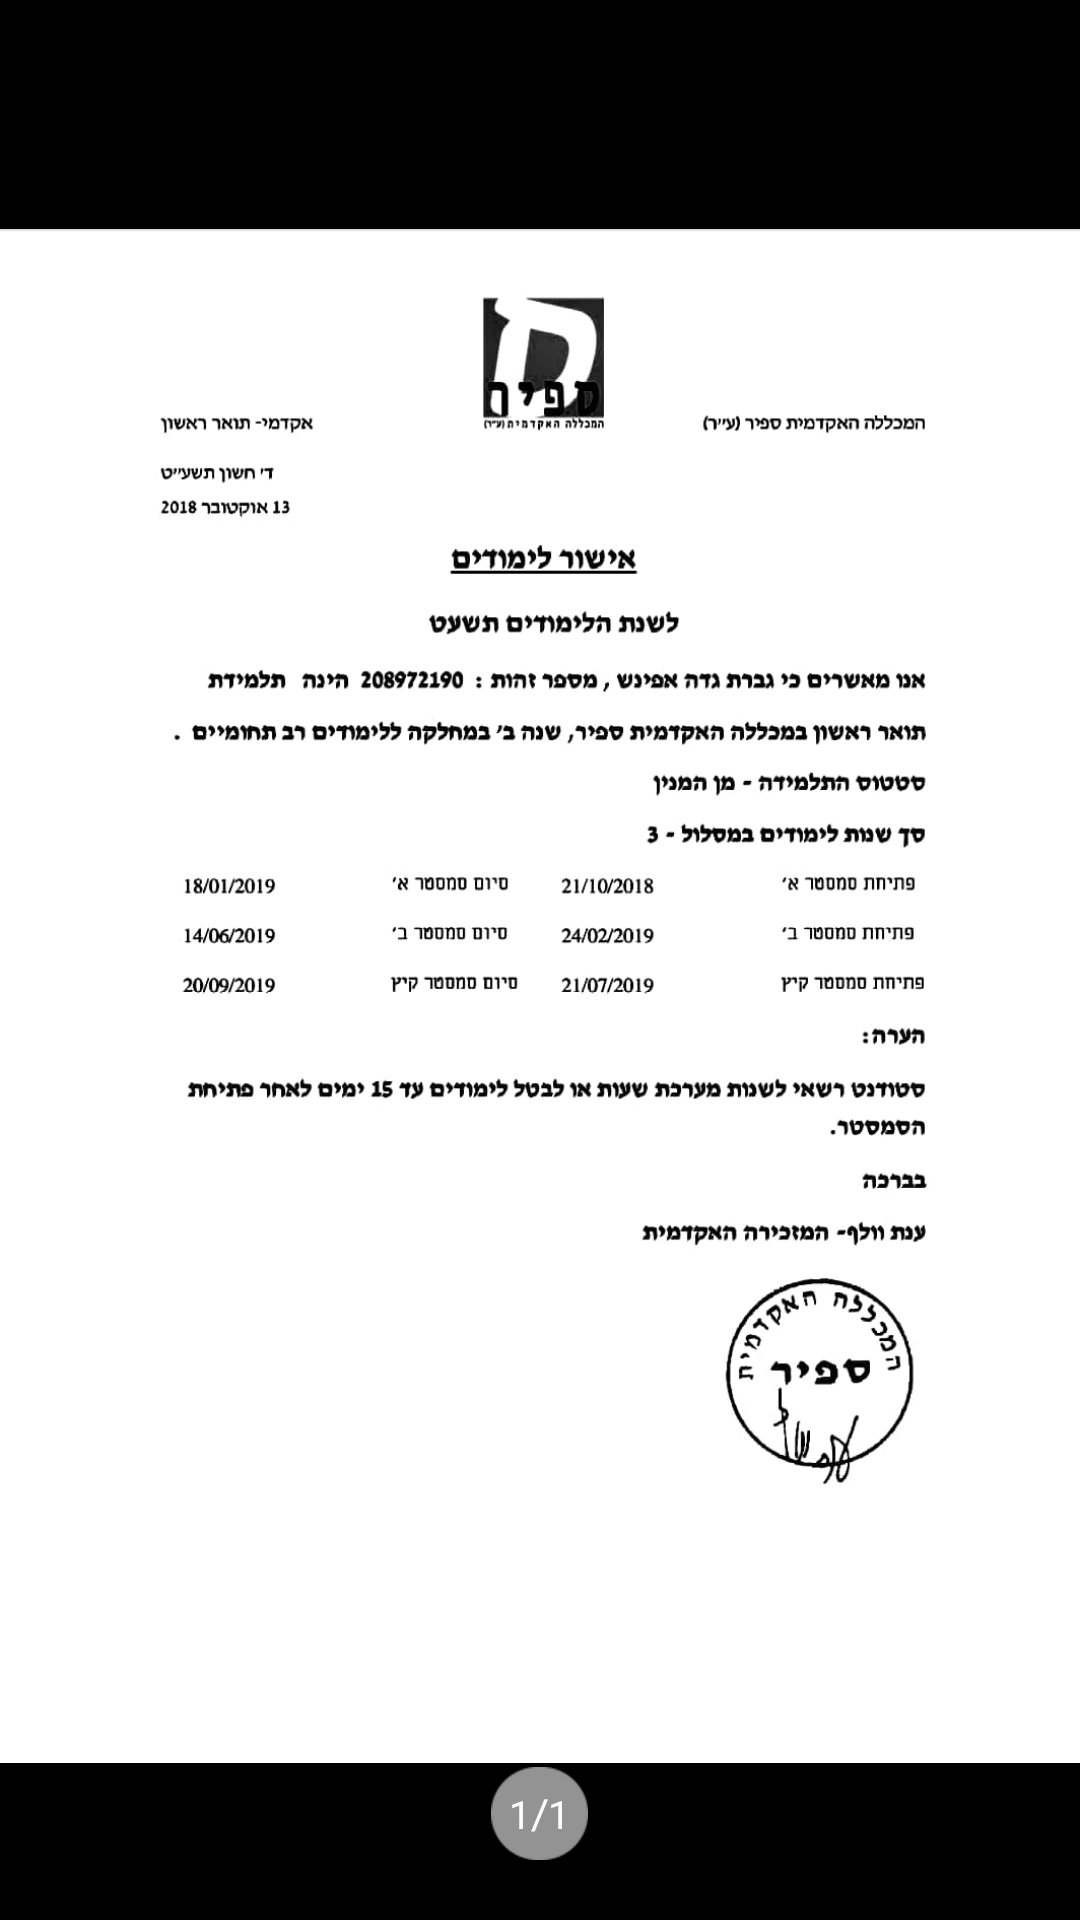 ספיר
המכללה האקדמית (ע״ר)
המכללה האקדמית ספיר (ע״ר)
אקדמי- תואר ראשון
ד׳ חשון תשע״ט
13 אוקטובר 2018
אישור לימודים
לשנת הלימודים תשעט
אנו מאשרים כי גברת גדה אפינש , מספר זהות : 208972190 הינה תלמידת
תואר ראשון במכללה האקדמית ספיר, שנה ב׳ במחלקה ללימודים רב תחומיים .
סטטוס התלמידה - מן המנין
סך שנות לימודים במסלול - 3
פתיחת סמסטר א׳ 21/10/2018 סיום סמסטר א׳ 18/01/2019
פתיחת סמסטר ב׳ 24/02/2019 סיום סמסטר ב׳ 14/06/2019
פתיחת סמסטר קיץ 21/07/2019 סיום סמסטר קיץ 20/09/2019
הערה:
סטודנט רשאי לשנות מערכת שעות או לבטל לימודים עד 15 ימים לאחר פתיחת
הסמסטר.
בברכה
ענת וולף- המזכירה האקדמית
המכללה האקדמית
ספיר
1/1